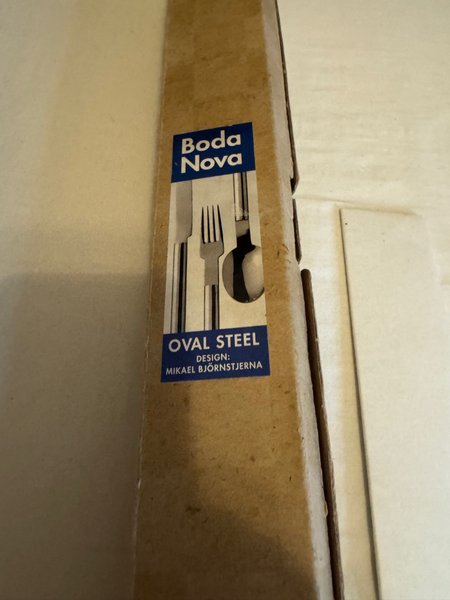 Boda
Nova
OVAL STEEL
DESIGN:
MIKAEL BJÖRNSTJERNA